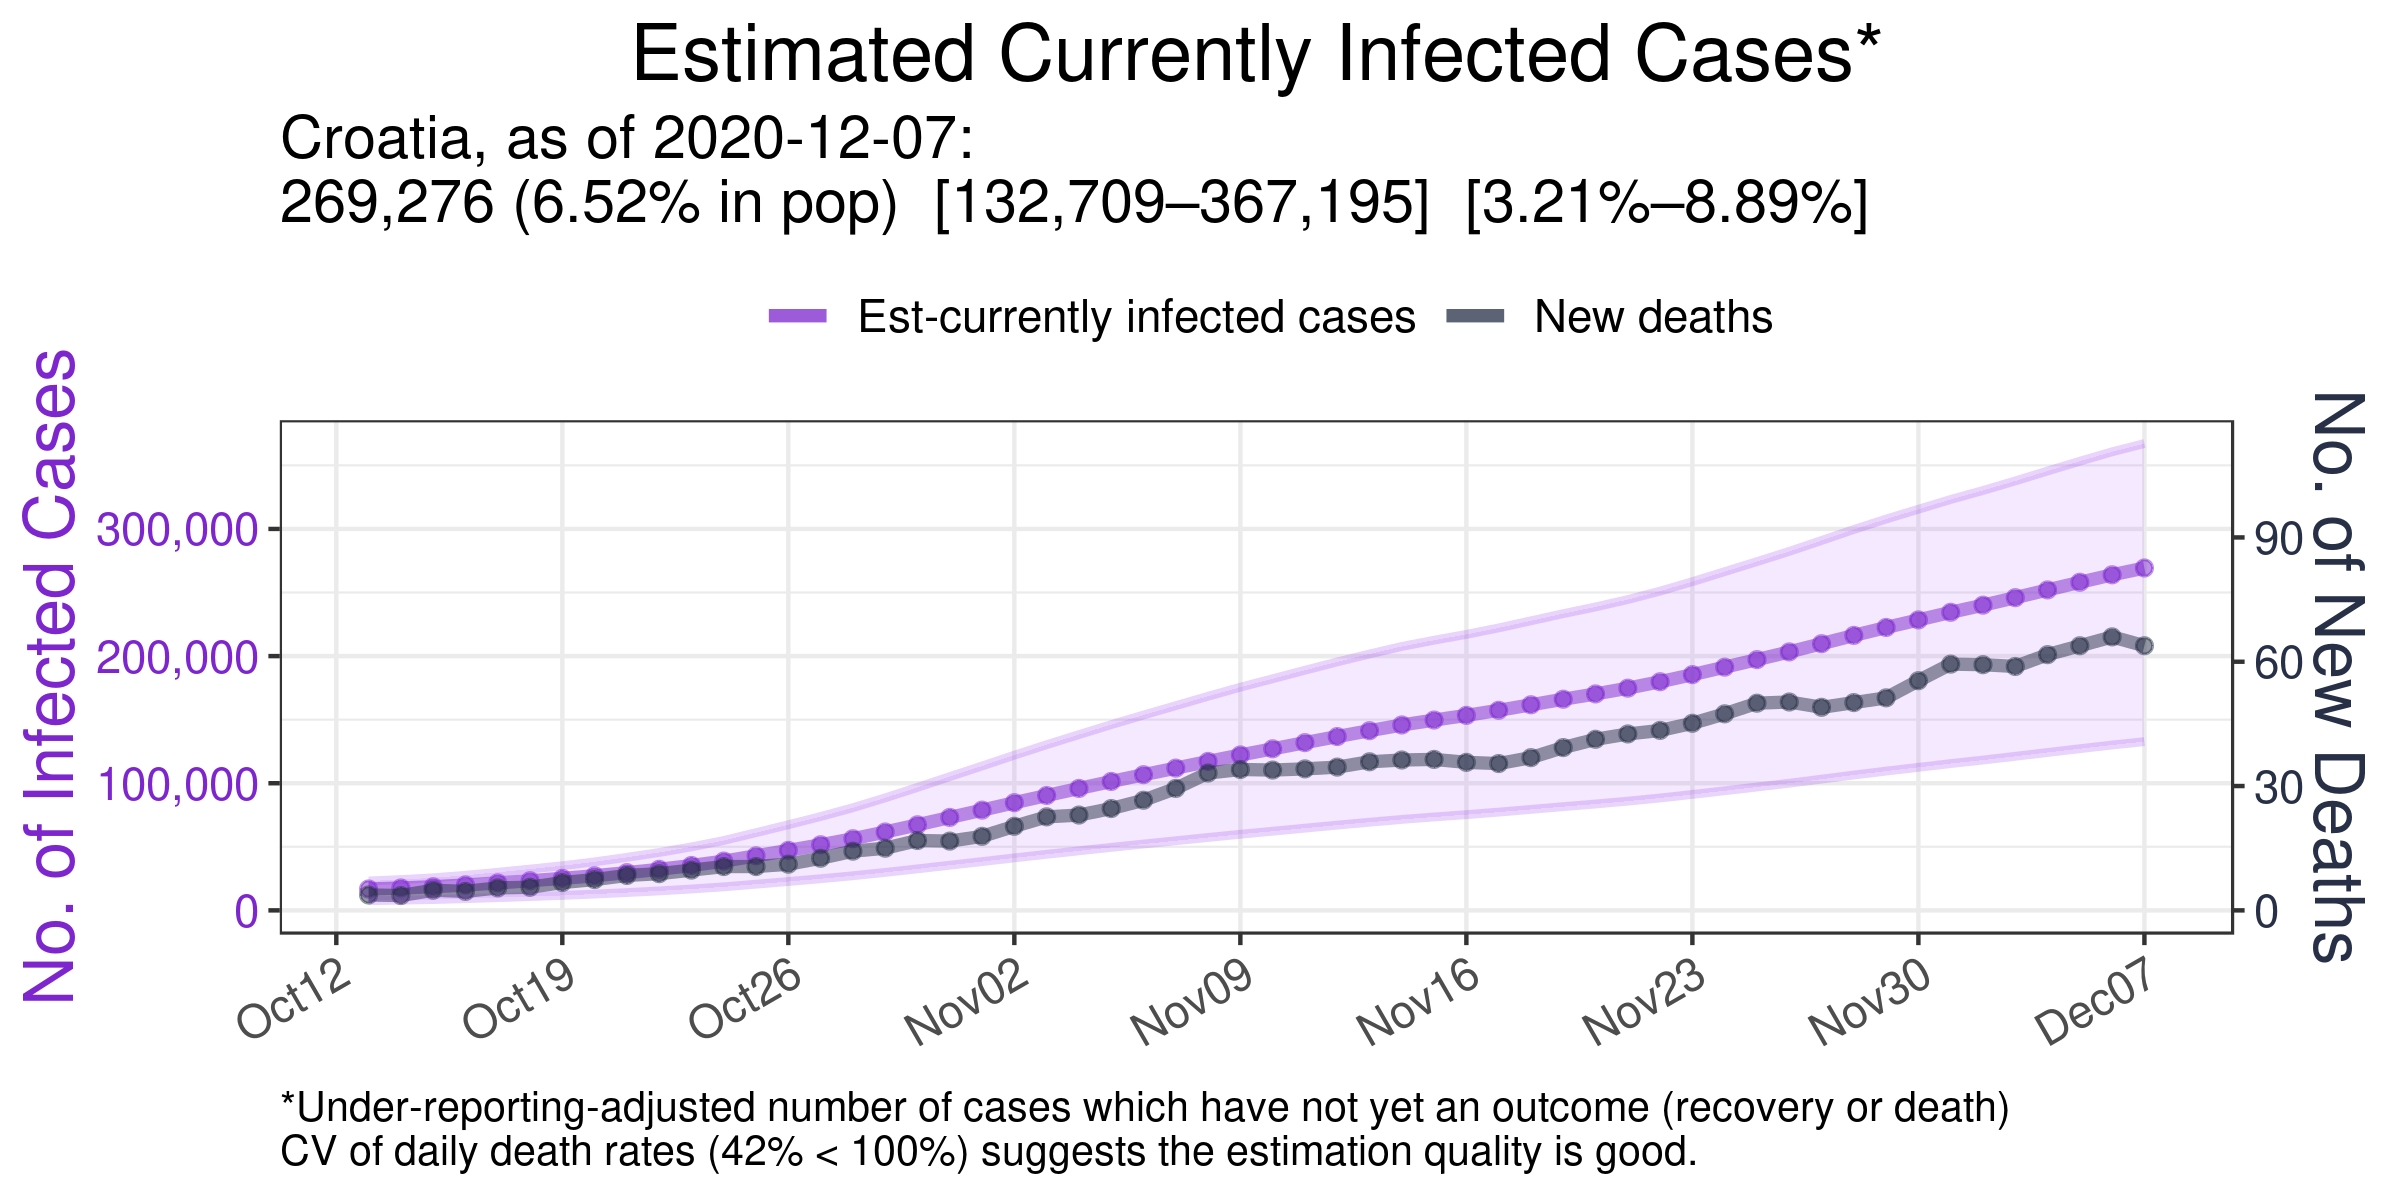 Estimated Currently Infected Cases*
Croatia, as of 2020-12-07:
269,276 (6.52% in pop) [132,709–367,195] [3.21%–8.89%]
Est-currently infected cases
New deaths
No. of Infected Cases
300,000
200,000
100,000
0
90
60
30
0
No. of New Deaths
Oct12
Oct19
Oct26
Nov02
Nov09
Nov16
Nov23
Nov30
Dec07
*Under-reporting-adjusted number of cases which have not yet an outcome (recovery or death)
CV of daily death rates (42% < 100%) suggests the estimation quality is good.